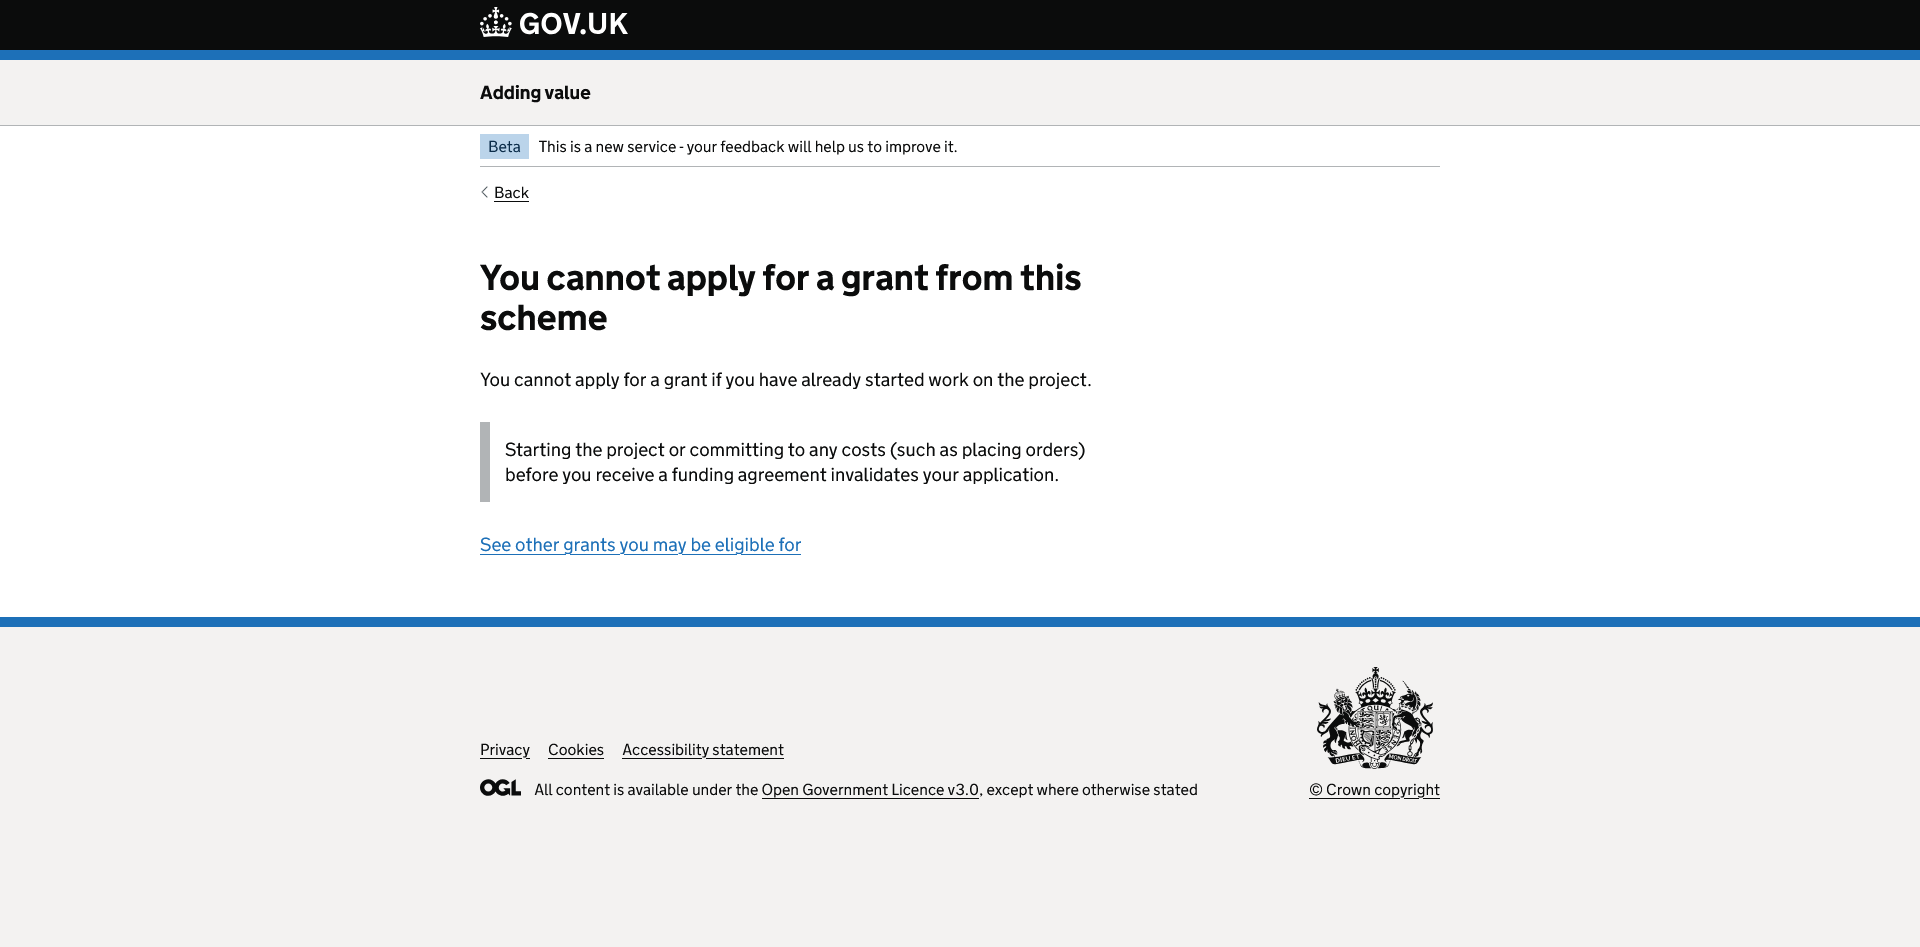 GOV.UK
Adding value
Beta This is a new service - your feedback will help us to improve it.
Back
You cannot apply for a grant from this
scheme
You cannot apply for a grant if you have already started work on the project.
Starting the project or committing to any costs (such as placing orders)
before you receive a funding agreement invalidates your application.
See other grants you may be eligible for
Privacy Cookies Accessibility statement
OGL All content is available under the Open Government Licence v3.0, except where otherwise stated
DIEU ET MON DROIT
© Crown copyright